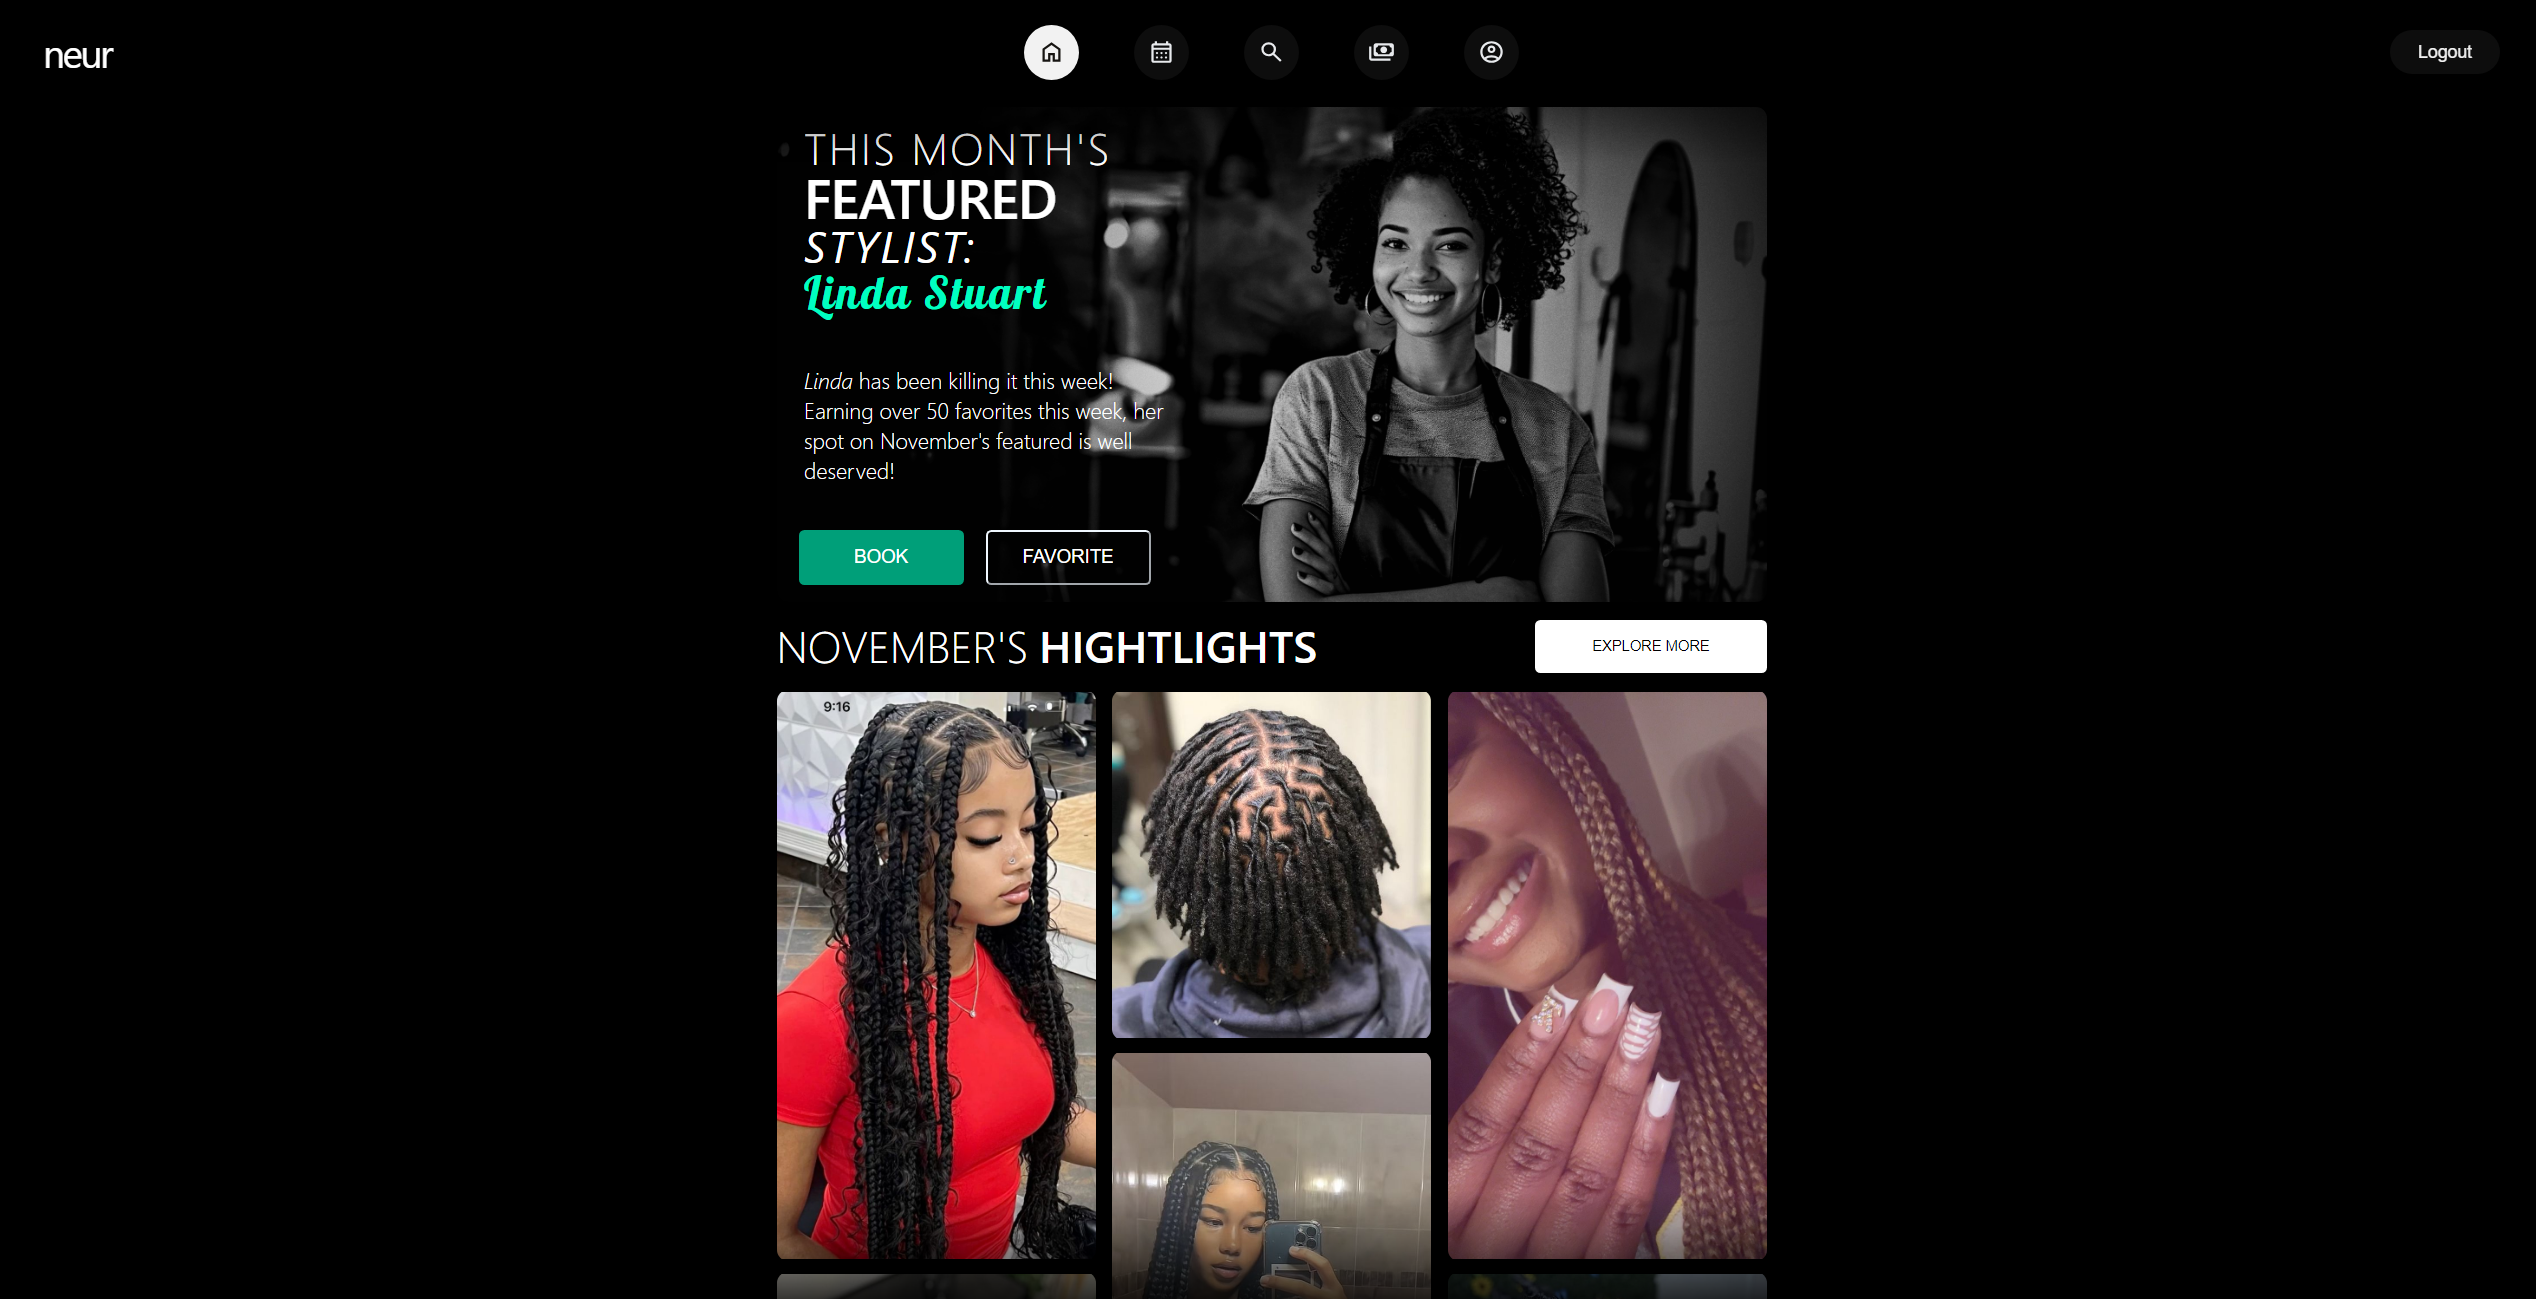 neur
Logout
THIS MONTH'S
FEATURED
STYLIST:
Linda Stuart
Linda has been killing it this week!
Earning over 50 favorites this week, her
spot on November's featured is well
deserved!
BOOK
FAVORITE
NOVEMBER'S HIGHTLIGHTS
EXPLORE MORE
9:16